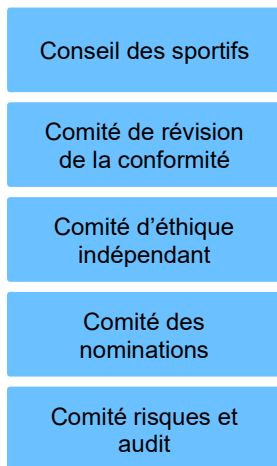 Conseil des sportifs
Comité de révision
de la conformité
Comité d’éthique
indépendant
Comité des
nominations
Comité risques et
audit